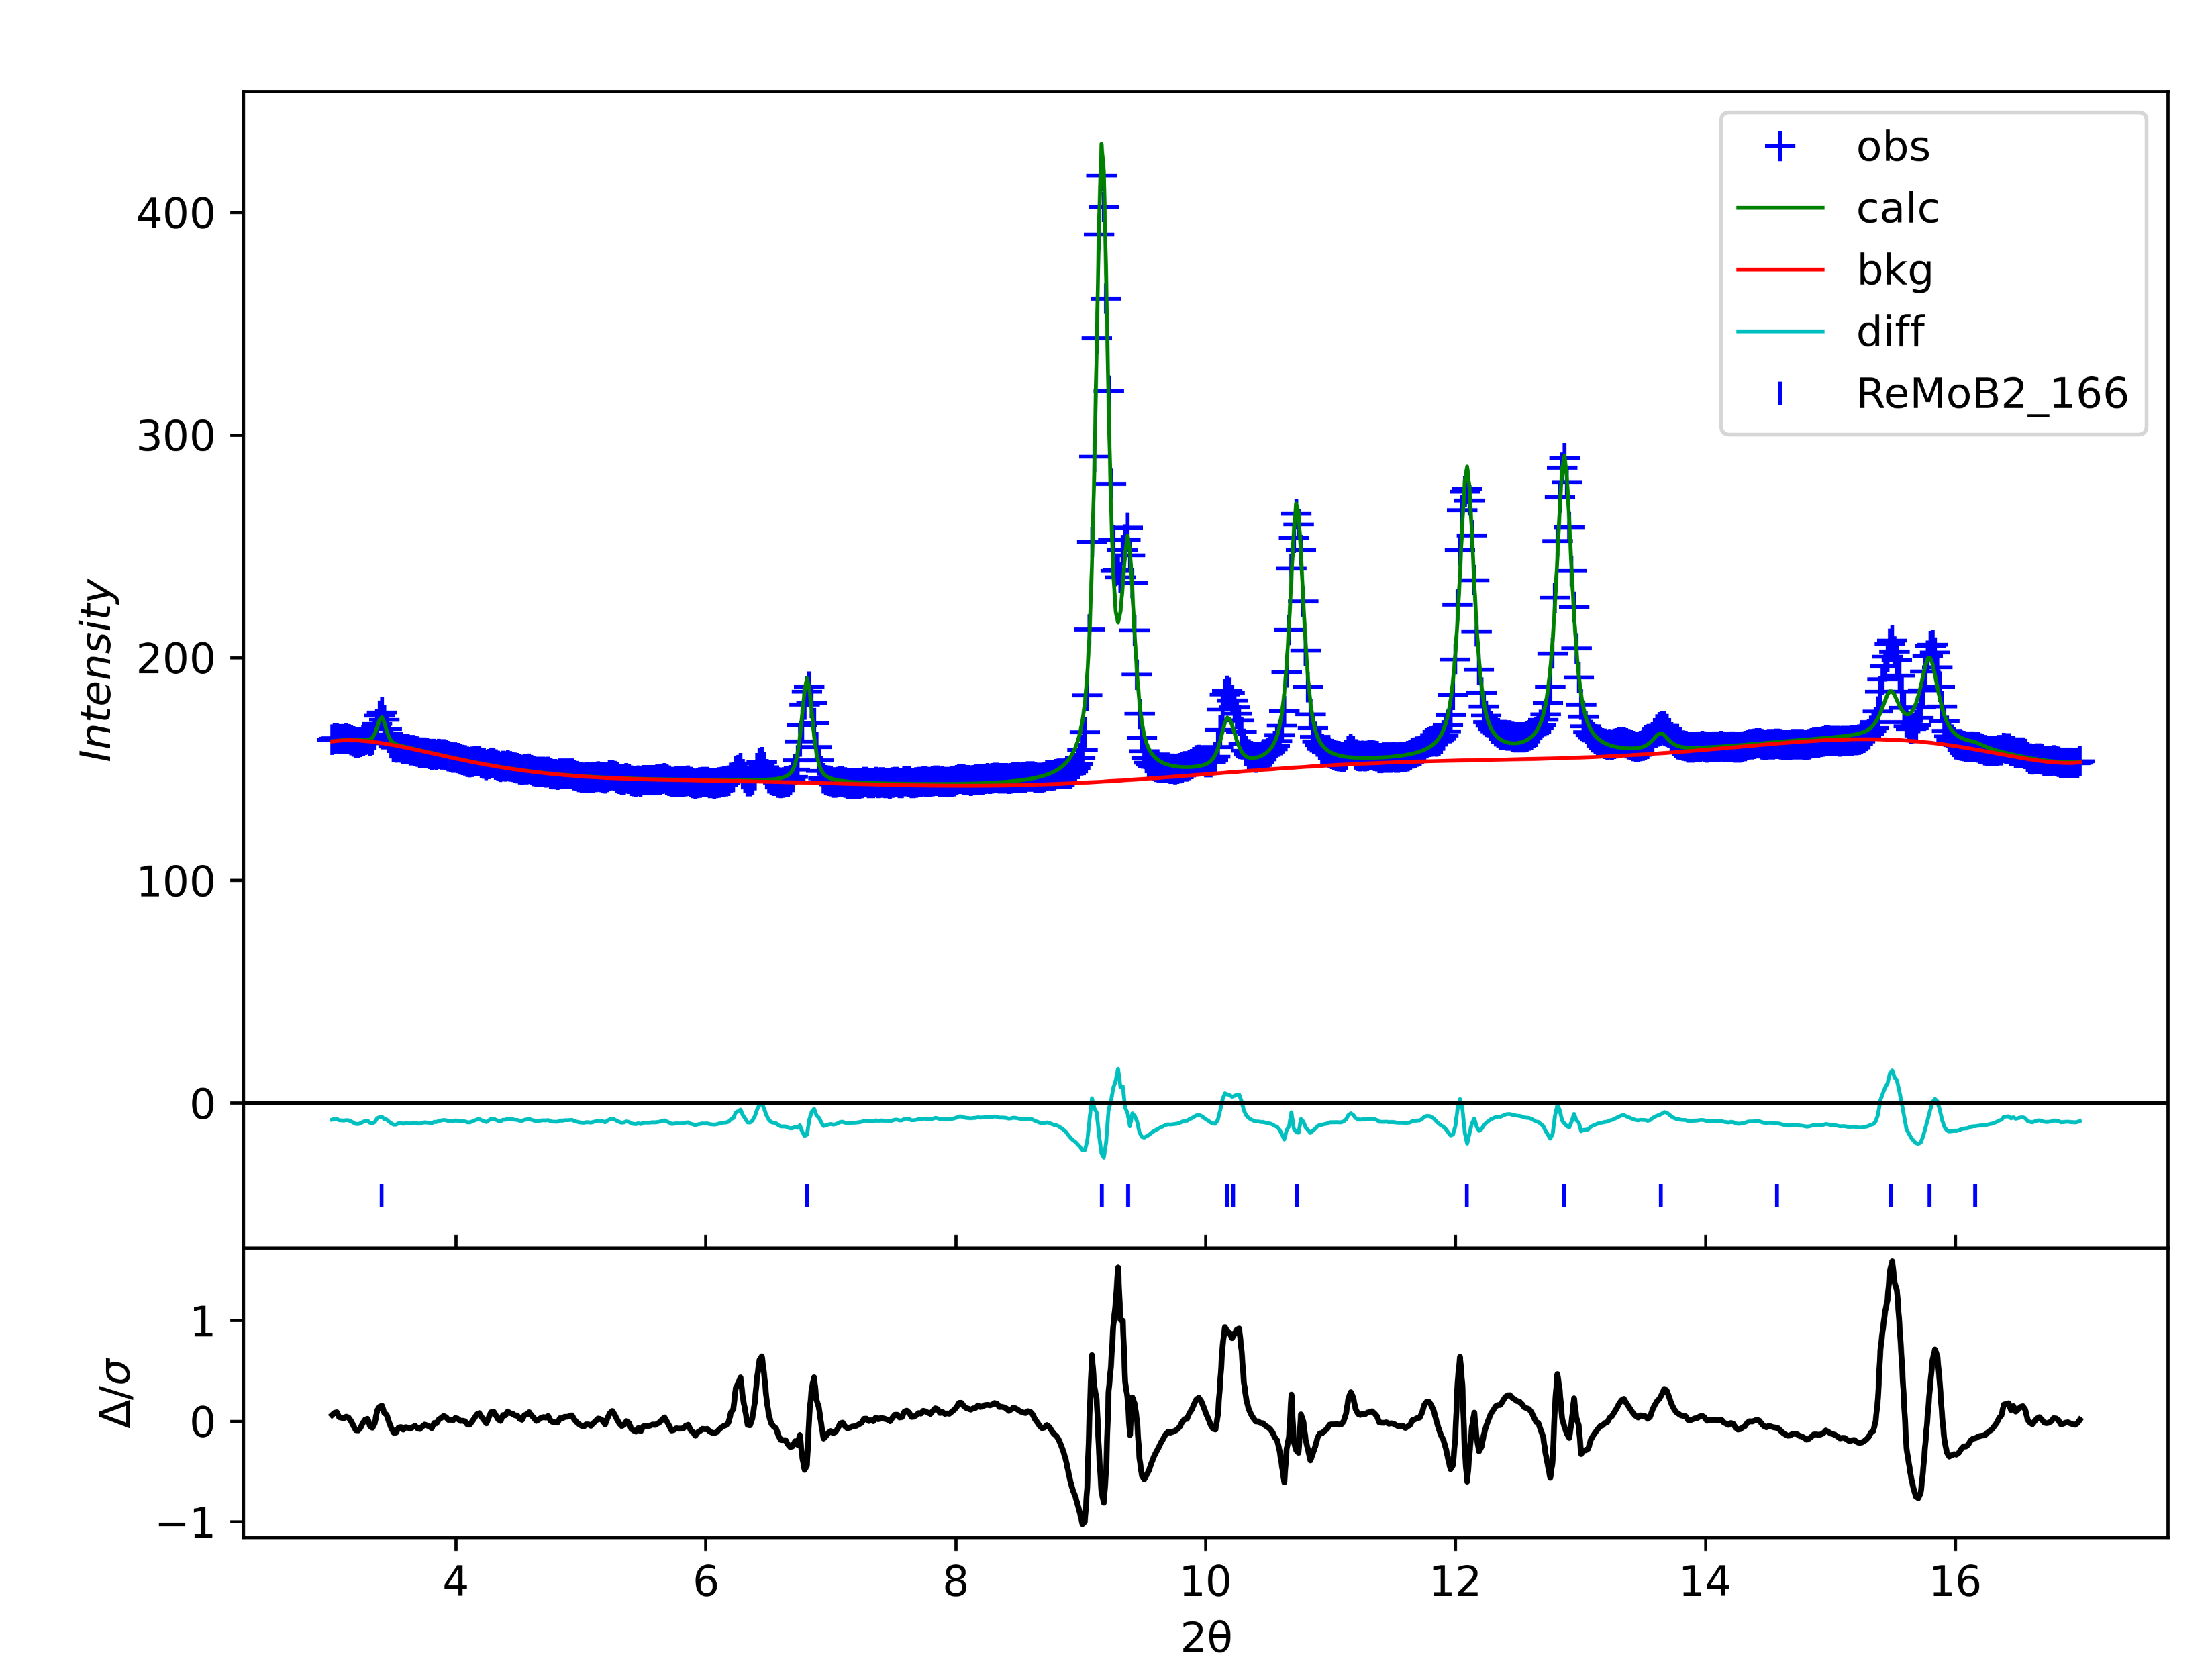 obs
calc
bkg
diff
ReMoB2_166
400
300
200
100
0
Intensity
1
0
−1
Δ/σ
4 6 8 10 12 14 16
2θ